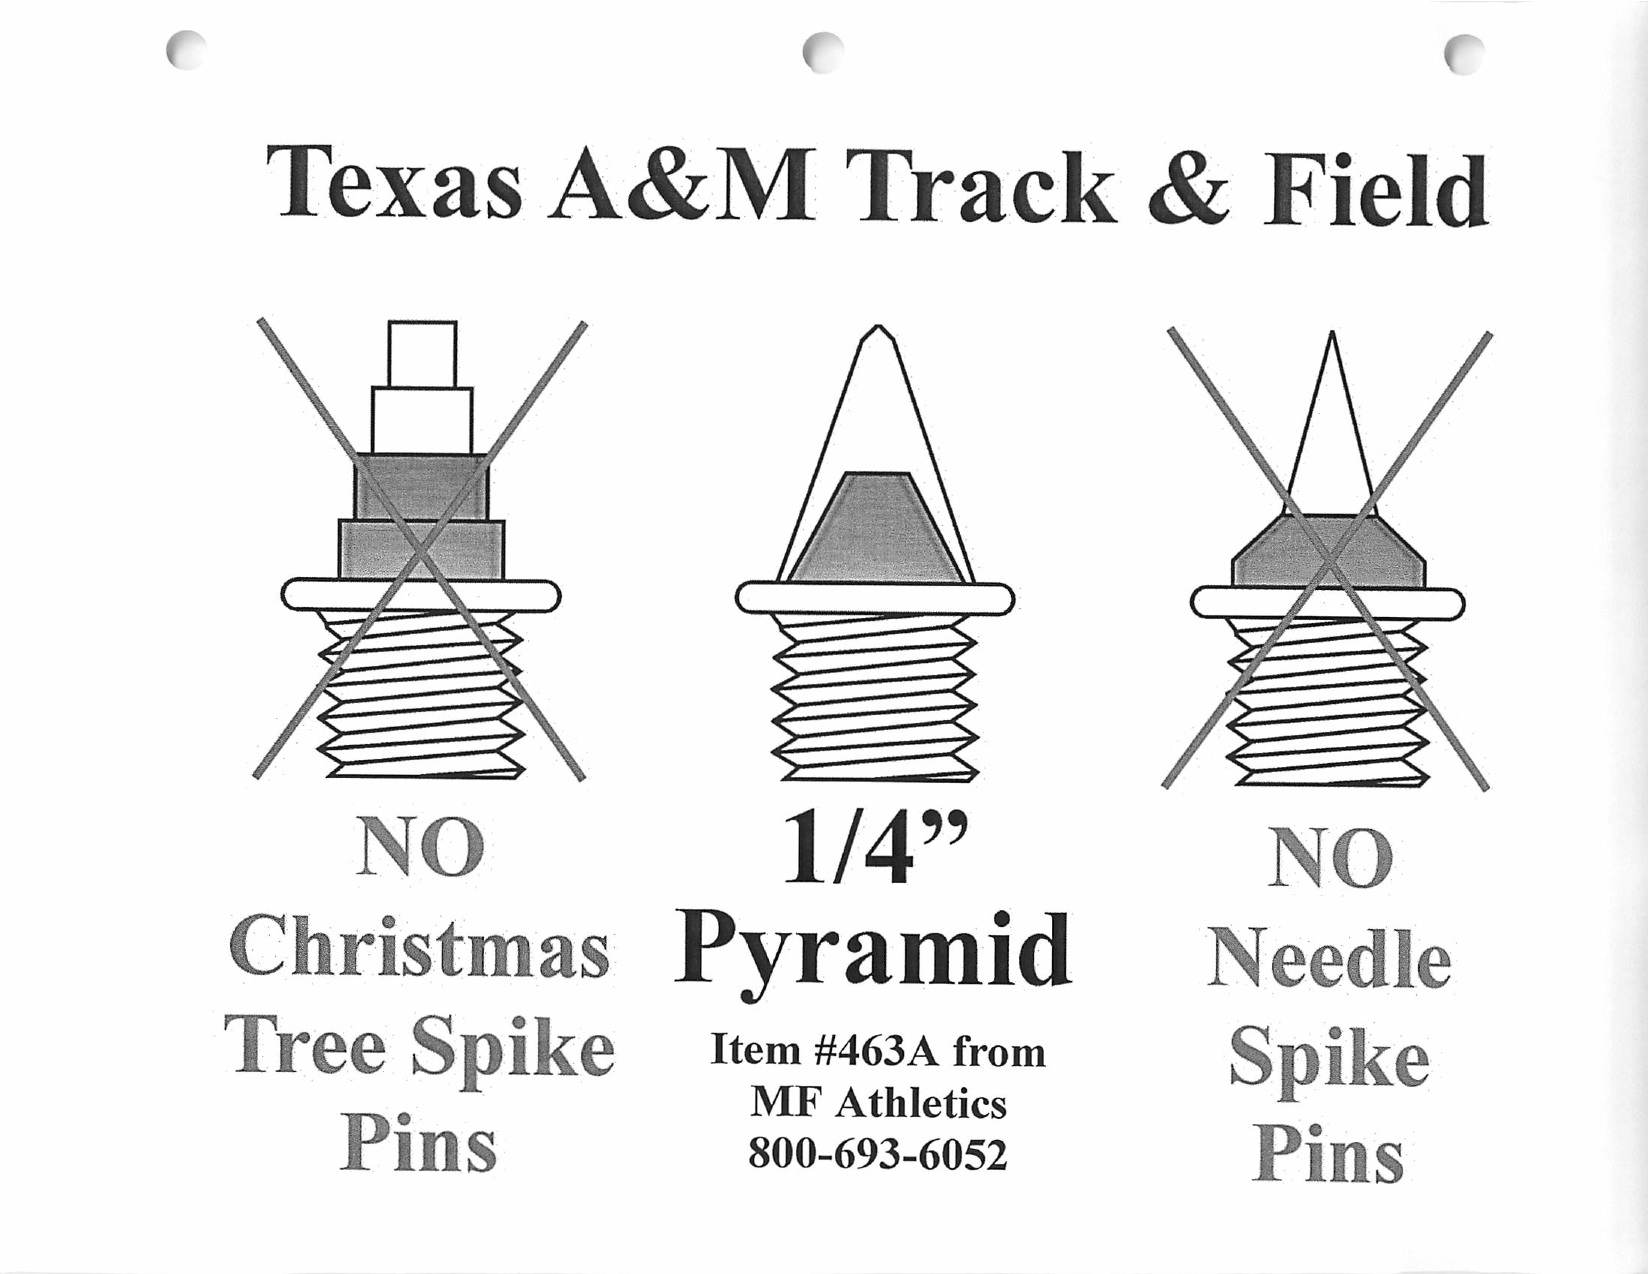 Texas A&M Track & Field
NO
Christmas
Tree Spike
Pins
1/4”
Pyramid
Item #463A from
MF Athletics
800-693-6052
NO
Needle
Spike
Pins